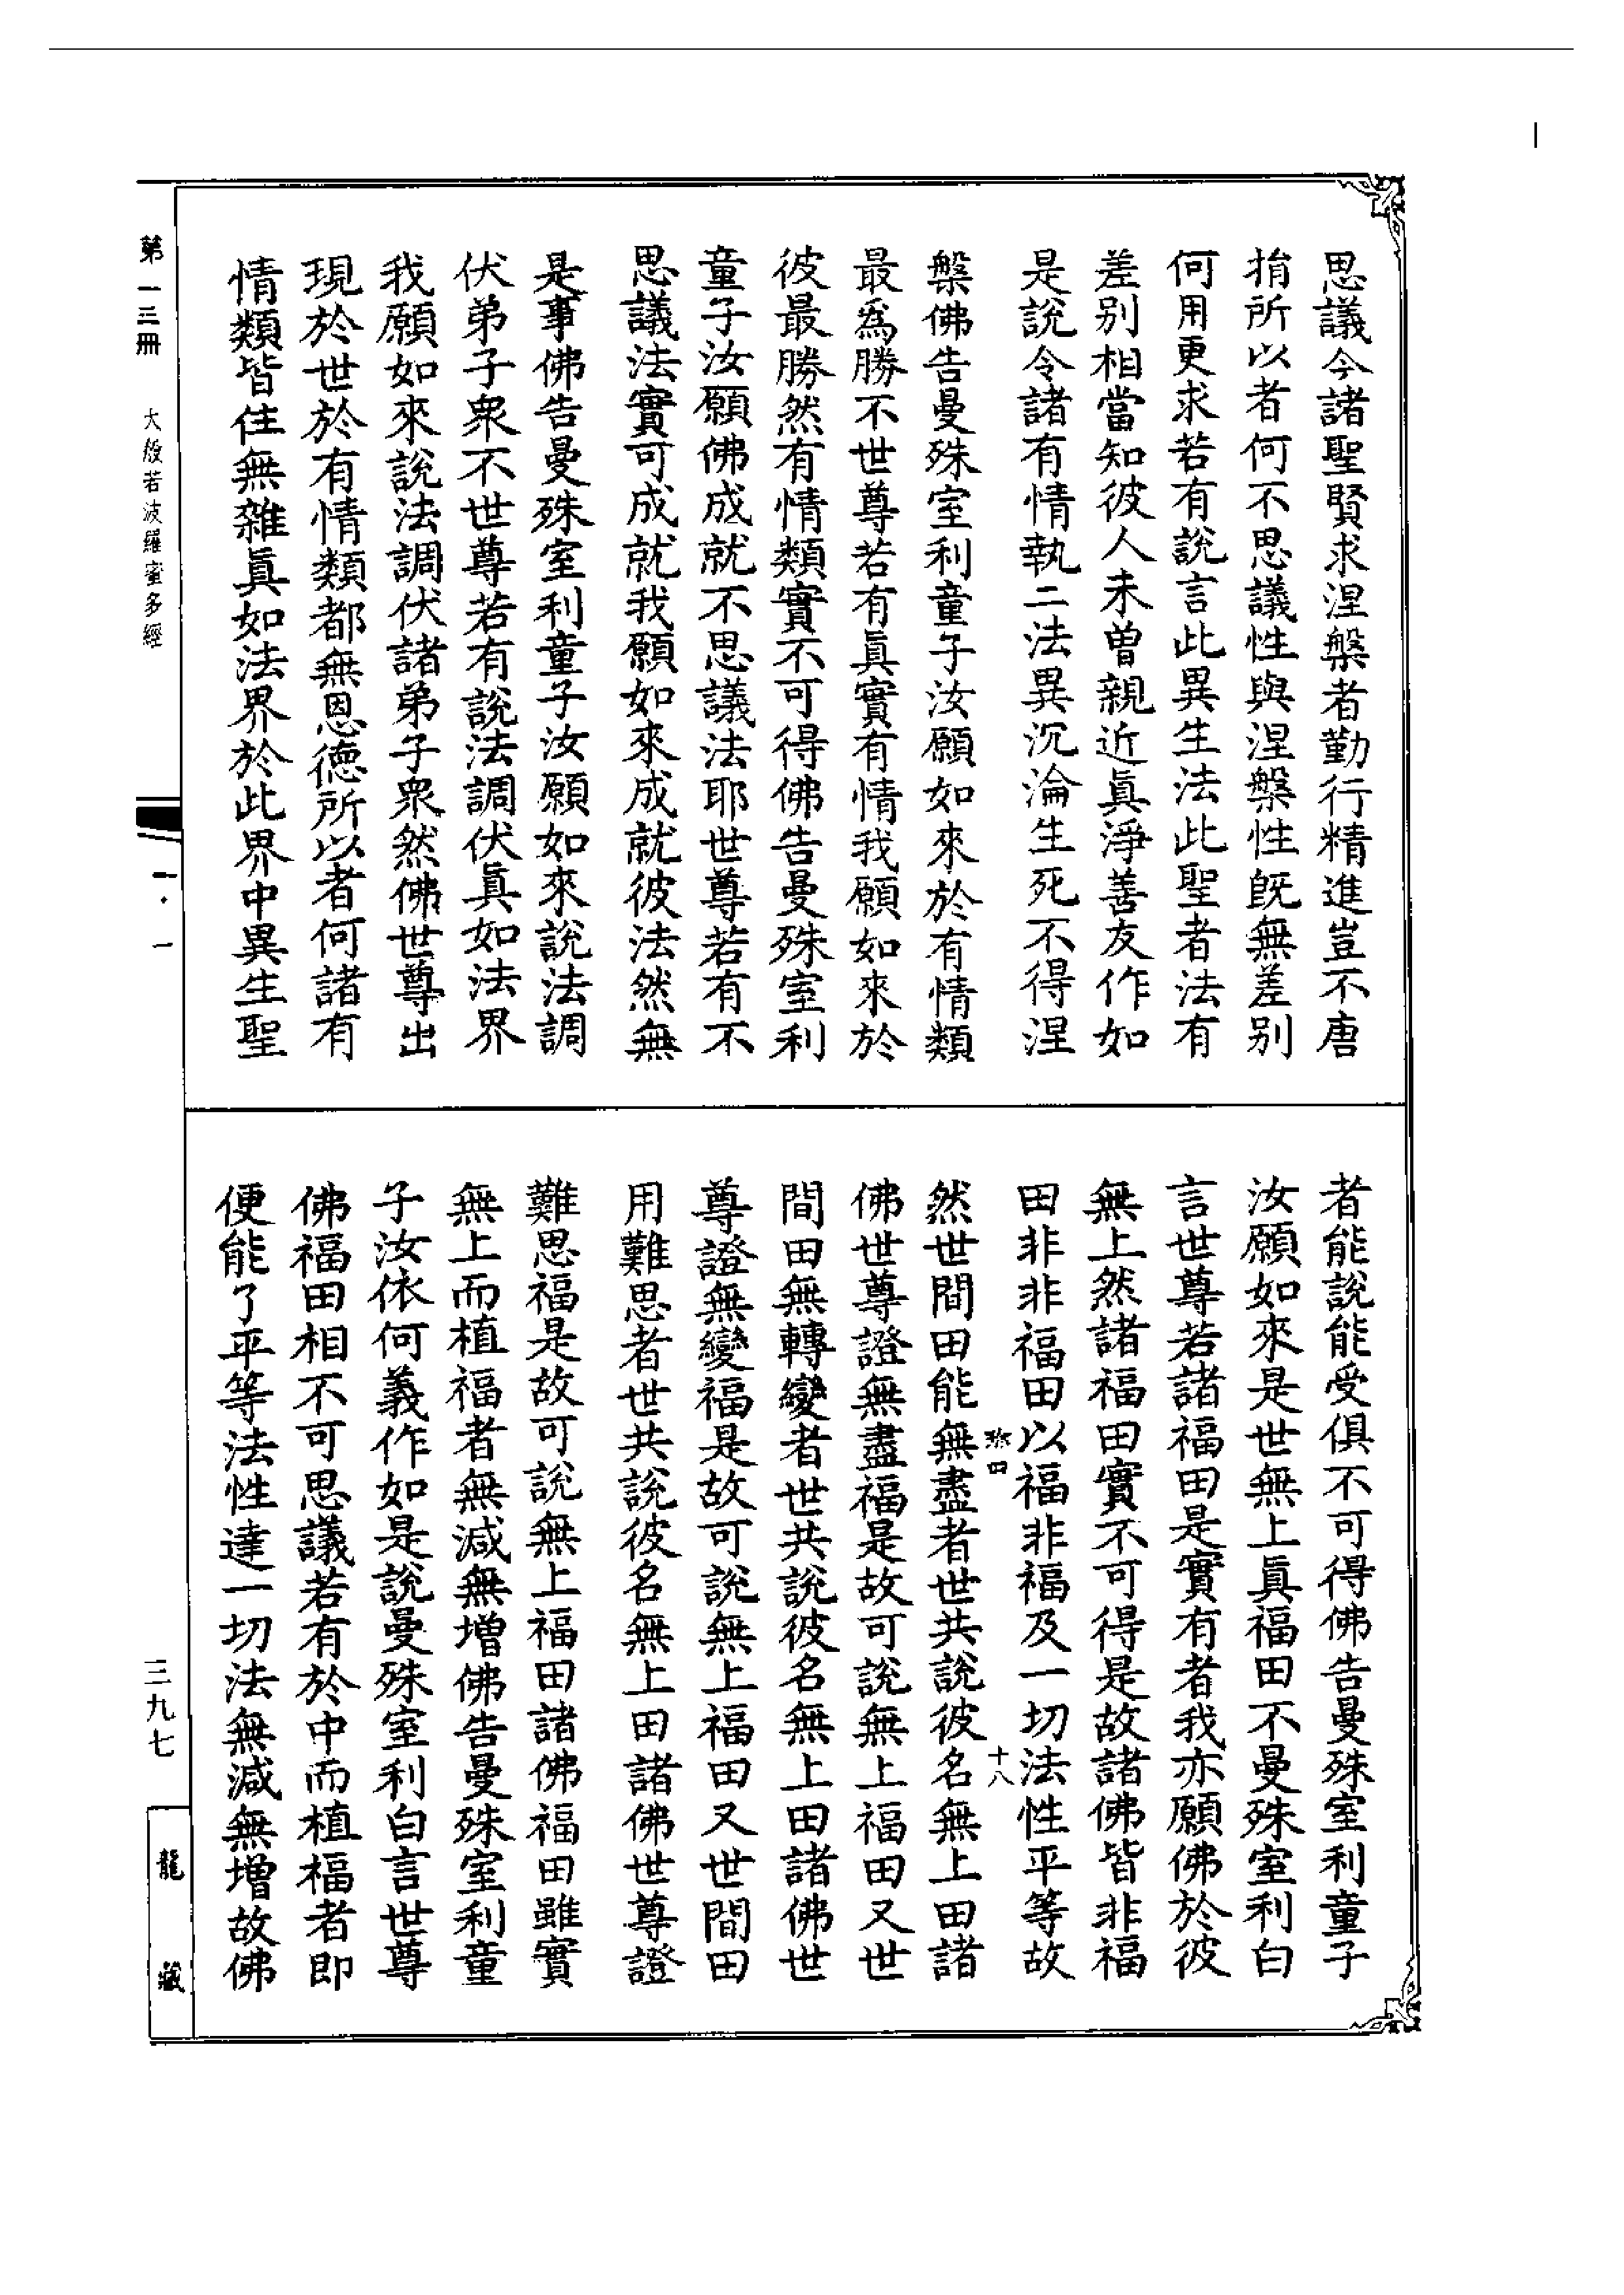 思議今諸聖賢求涅槃者勤行精進豈不唐
捐所以者何不思議性與涅槃性旣無差别
何用更求若有說言此異生法此聖者法有
差别相當知彼人未曽親近眞淨善友作如
是說令諸有情執二法異沉淪生死不得涅
槃佛告曼殊室利童子汝願如來於有情類
最爲勝不世尊若有眞實有情我願如來於
彼最勝然有情類實不可得佛告曼殊室利
童子汝願佛成就不思議法耶世尊若有不
思議法實可成就我願如來成就彼法然無
是事佛告曼殊室利童子汝願如來說法調
伏弟子衆不世尊若有說法調伏眞如法界
我願如來說法調伏諸弟子衆然佛世尊出
現於世於有情類都無恩德所以者何諸有
情類皆住無雜眞如法界於此界中異生聖
者能說能受俱不可得佛告曼殊室利童子
汝願如來是世無上眞福田不曼殊室利白
言世尊若諸福田是實有者我亦願佛於彼
無上然諸福田實不可得是故諸佛皆非福
田非非福田以福非福及一切法性平等故
然世間田能無盡者世共說彼名無上田諸
佛世尊證無盡福是故可說無上福田又世
間田無轉變者世共說彼名無上田諸佛世
尊證無變福是故可說無上福田又世間田
用難思者世共說彼名無上田諸佛世尊證
難思福是故可說無上福田諸佛福田雖實
無上而植福者無減無增佛告曼殊室利童
子汝依何義作如是說曼殊室利白言世尊
佛福田相不可思議若有於中而植福者即
便能了平等法性達一切法無減無增故佛
四
十八
第一三冊
大般若波羅蜜多經
一·一
三九七
龍藏